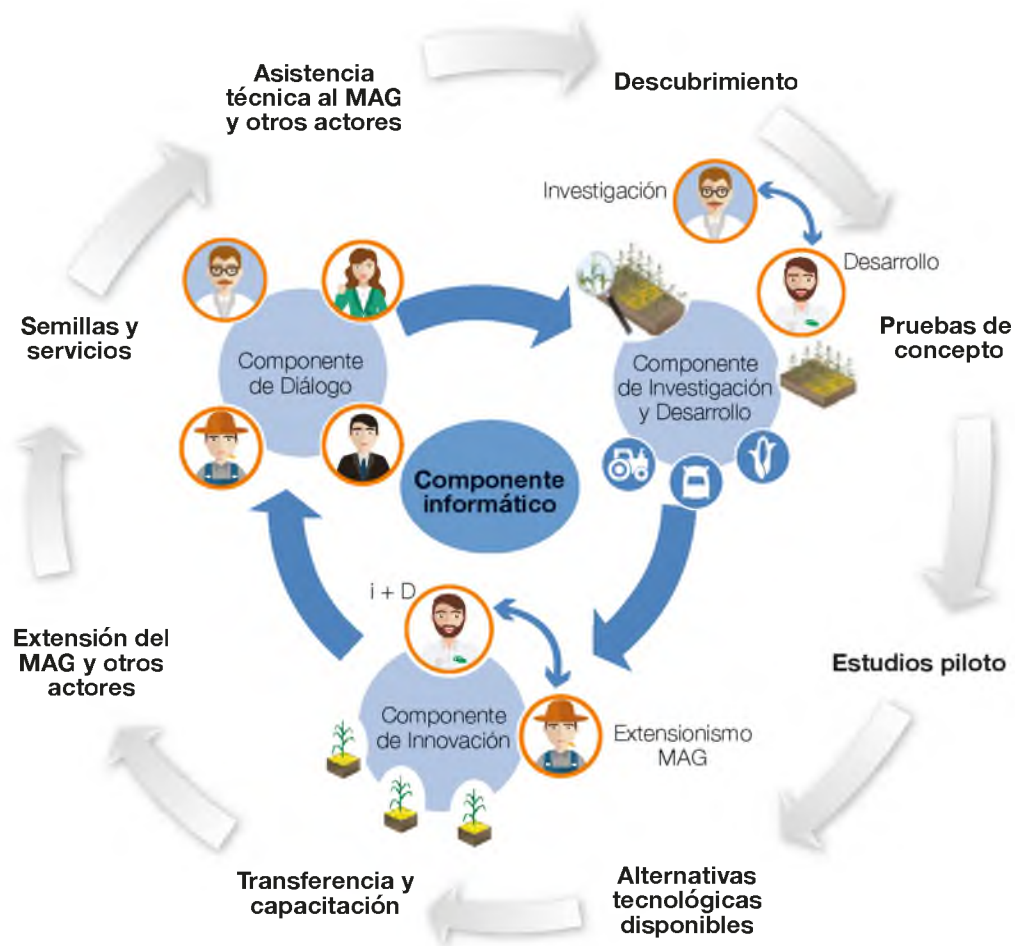 Asistencia
técnica al MAG
y otros actores
Descubrimiento
Investigación
Desarrollo
Semillas y
servicios
Pruebas de
concepto
Componente
de Diálogo
Componente
de Investigación
y Desarrollo
Componente
informático
i + D
Extensión del
MAG y otros
actores
Estudios piloto
Componente
de Innovación
Extensionismo
MAG
Transferencia y
capacitación
Alternativas
tecnológicas
disponibles